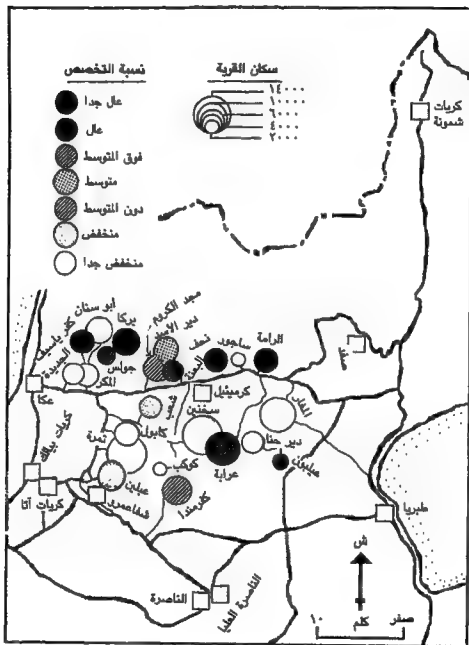 نسبة التخصص
عال جدا
عال
فوق المتوسط
متوسط
دون المتوسط
منخفض
منخفض جدا
سكان القرية
١٤٠٠٠
١٠٠٠٠
٦٠٠٠
٤٠٠٠
٢٠٠٠
كريات
شمونة
صفد
ابو سنان
كفر ياسيف
يركا
جولس
الجديدة
المكر
مجد الكروم
دير الأسد
البعنة
نحف
ساجور
الرامة
عكا
كرميئيل
شعب
سخنين
المغار
كابول
طمرة
دير حنا
عيلبون
عرابة
كوكب
كفرمندا
عبلين
شفاعمرو
كريات بياليك
كريات آتا
طبريا
الناصرة
الناصرة العليا
ش
١٠ كلم صفر